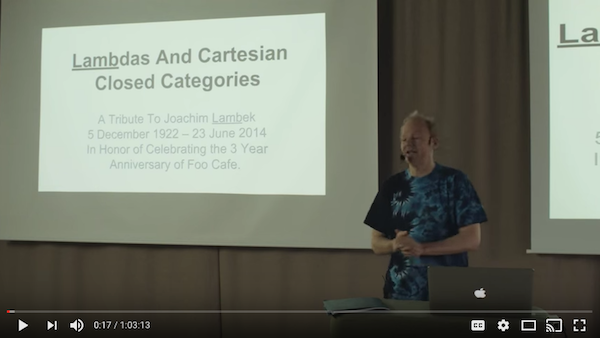 Lambdas And Cartesian
Closed Categories
A Tribute To Joachim Lambek
5 December 1922 – 23 June 2014
In Honor of Celebrating the 3 Year
Anniversary of Foo Cafe.
La
5
I
0:17 / 1:03:13
CC